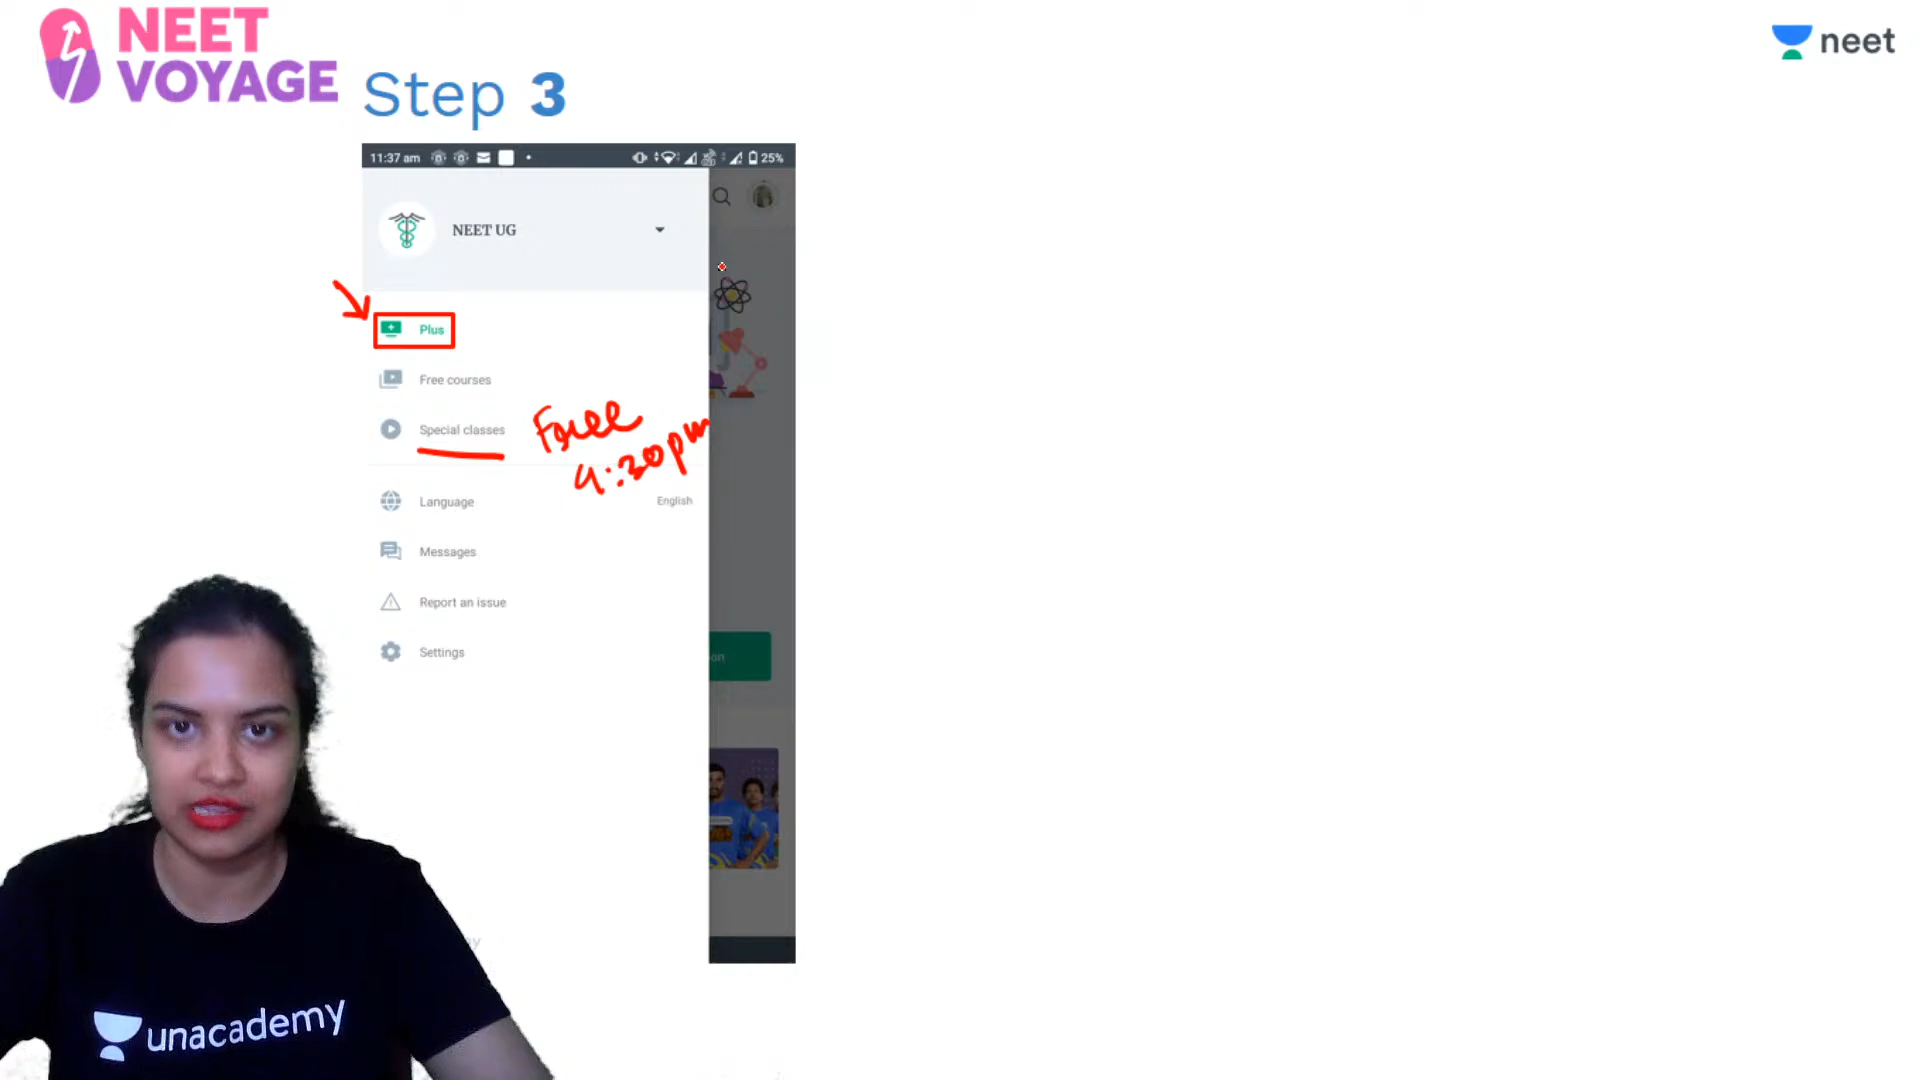 NEET
VOYAGE
neet
Step 3
11:37 am
25%
NEET UG
Plus
Free courses
Special classes
Free
4:30pm
Language
English
Messages
Report an issue
Settings
unacademy